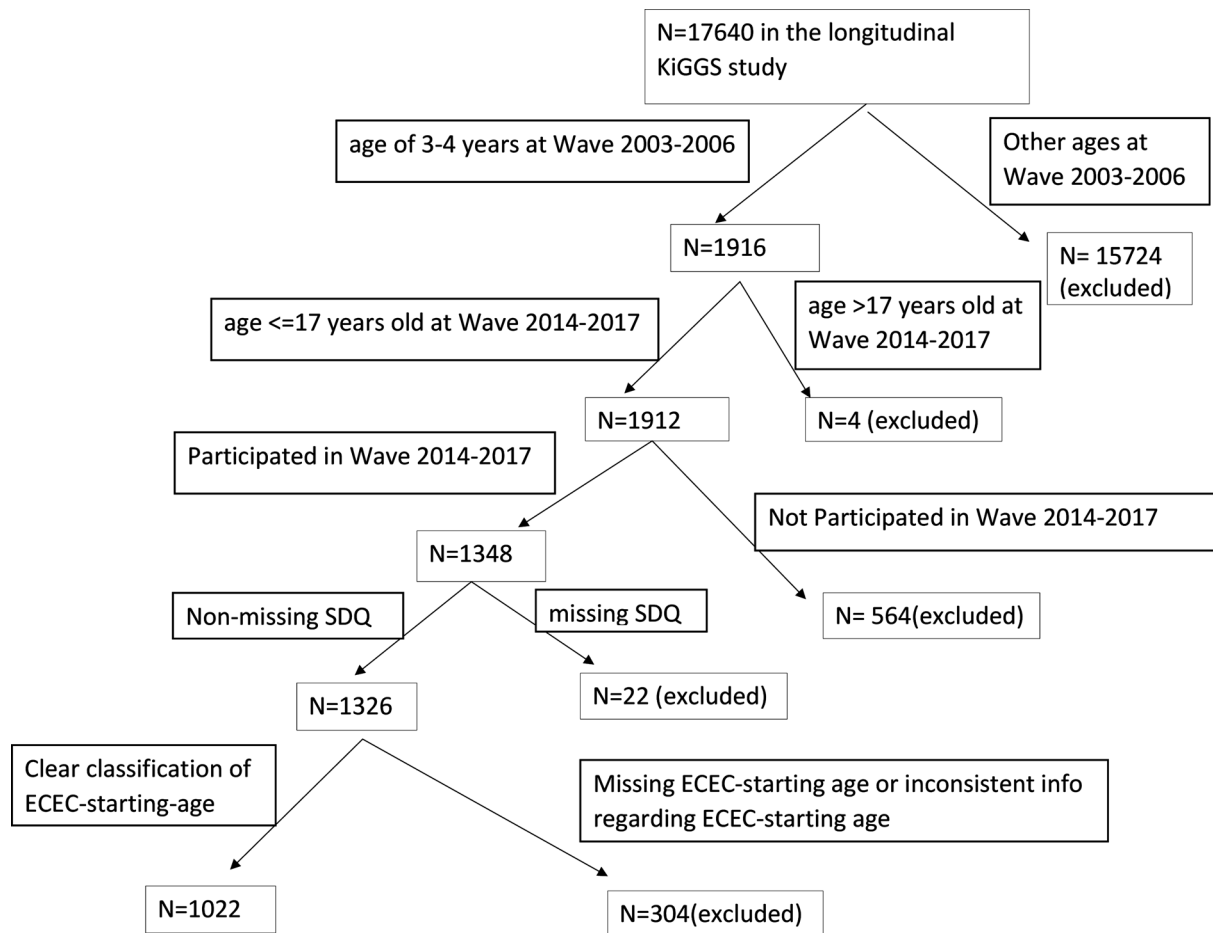 N=17640 in the longitudinal
KiGGS study
age of 3-4 years at Wave 2003-2006
Other ages at
Wave 2003-2006
N=1916
N= 15724
(excluded)
age <=17 years old at Wave 2014-2017
age >17 years old at
Wave 2014-2017
N=1912
N=4 (excluded)
Participated in Wave 2014-2017
Not Participated in Wave 2014-2017
N=1348
N= 564(excluded)
Non-missing SDQ
missing SDQ
N=1326
N=22 (excluded)
Clear classification of
ECEC-starting-age
Missing ECEC-starting age or inconsistent info
regarding ECEC-starting age
N=1022
N=304(excluded)